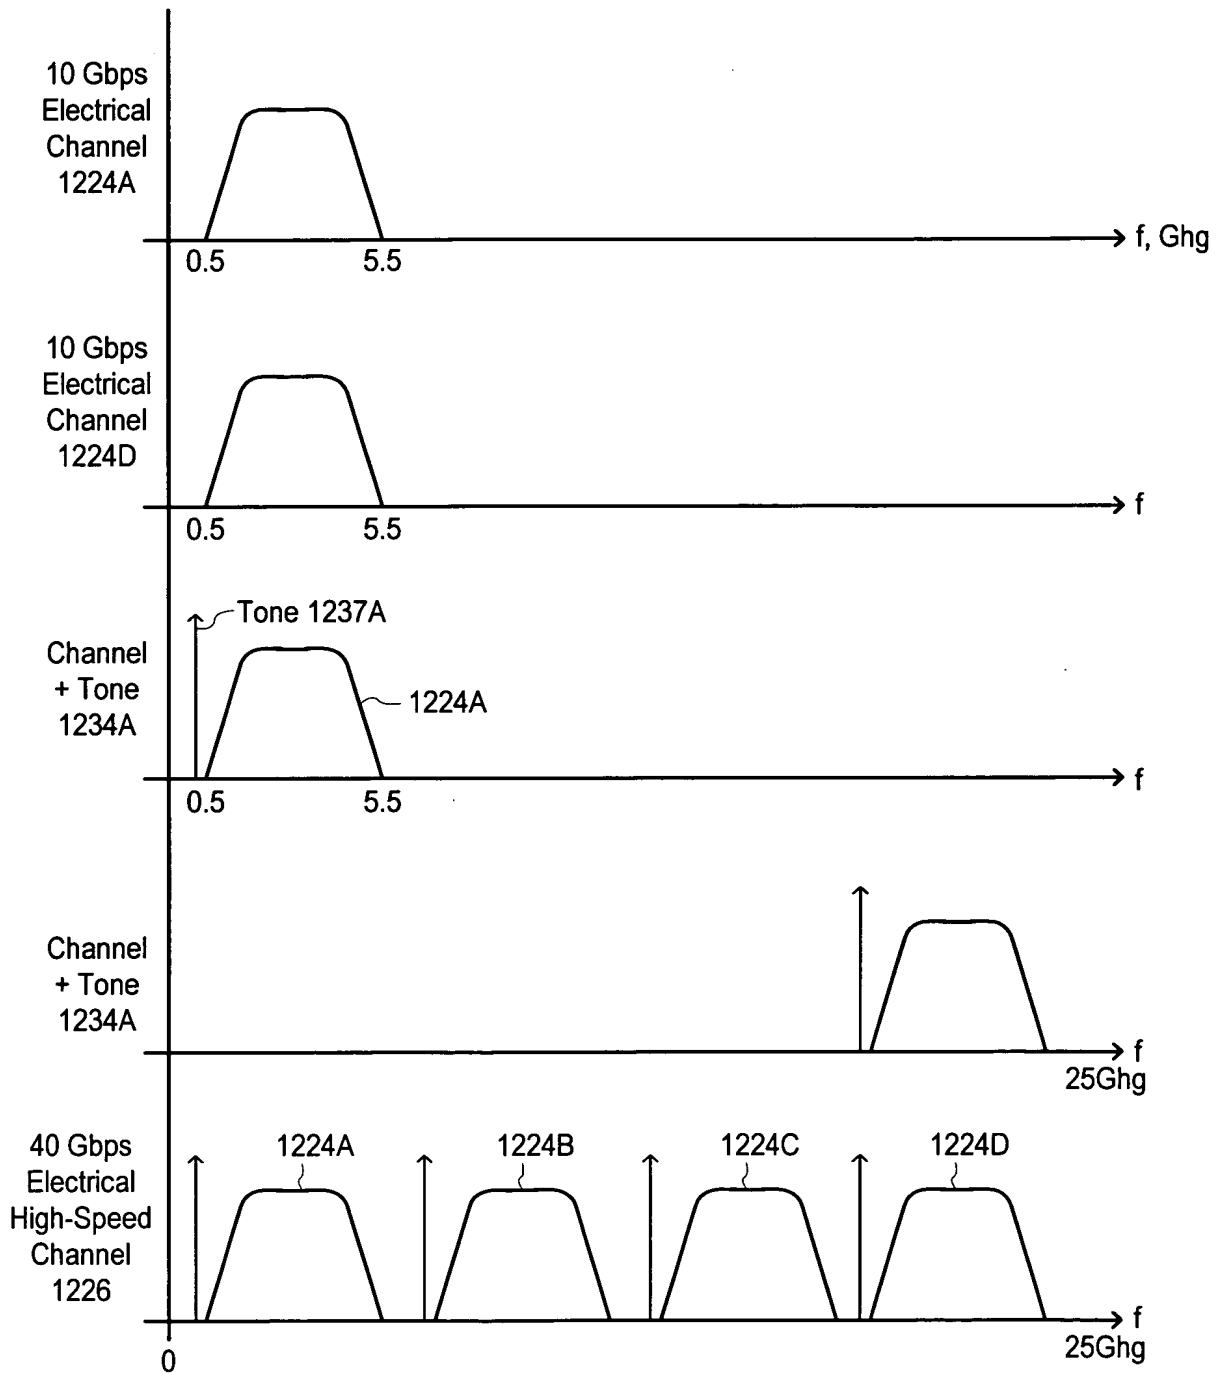 10 Gbps
Electrical
Channel
1224A
f, Ghg
0.5
5.5
10 Gbps
Electrical
Channel
1224D
f
0.5
5.5
Tone 1237A
Channel
+ Tone
1234A
1224A
f
0.5
5.5
Channel
+ Tone
1234A
f
25Ghg
40 Gbps
Electrical
High-Speed
Channel
1226
1224A
1224B
1224C
1224D
f
25Ghg
0